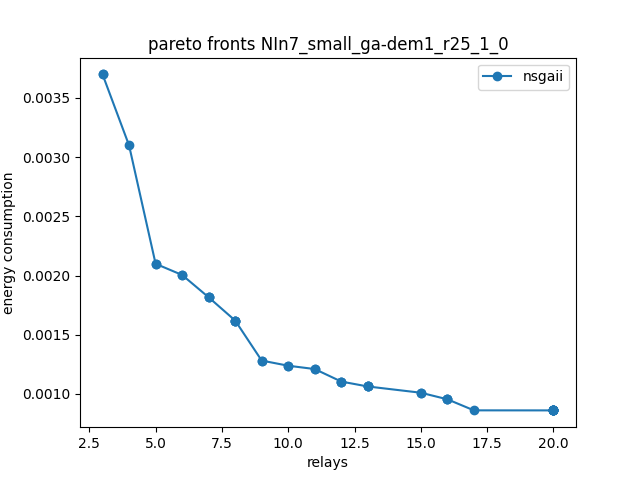 pareto fronts NIn7_small_ga-dem1_r25_1_0
nsgaii
energy consumption
0.0035
0.0030
0.0025
0.0020
0.0015
0.0010
2.5 5.0 7.5 10.0 12.5 15.0 17.5 20.0
relays